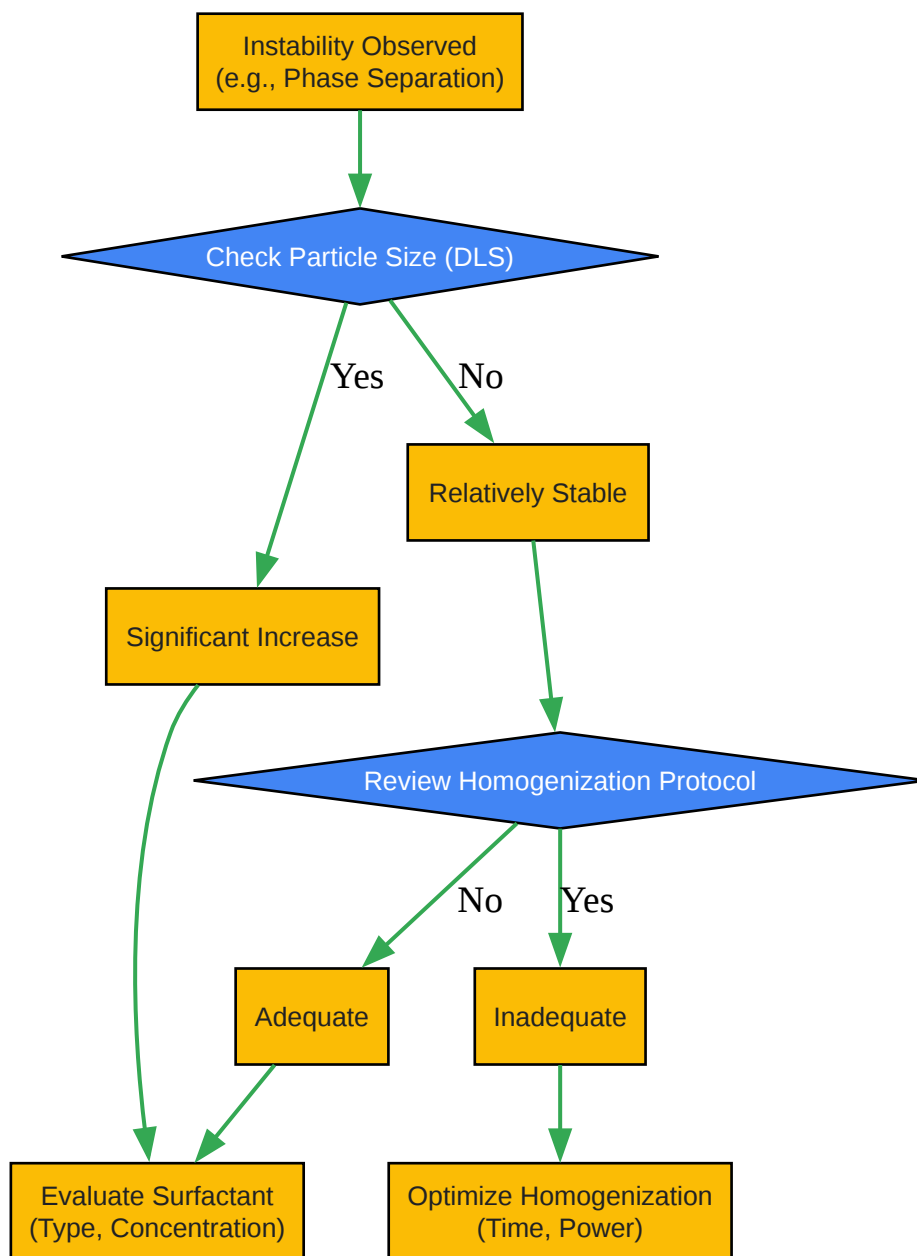 Instability Observed
(e.g., Phase Separation)
Check Particle Size (DLS)
Yes
No
Relatively Stable
Significant Increase
Review Homogenization Protocol
No
Yes
Adequate
Inadequate
Evaluate Surfactant
(Type, Concentration)
Optimize Homogenization
(Time, Power)